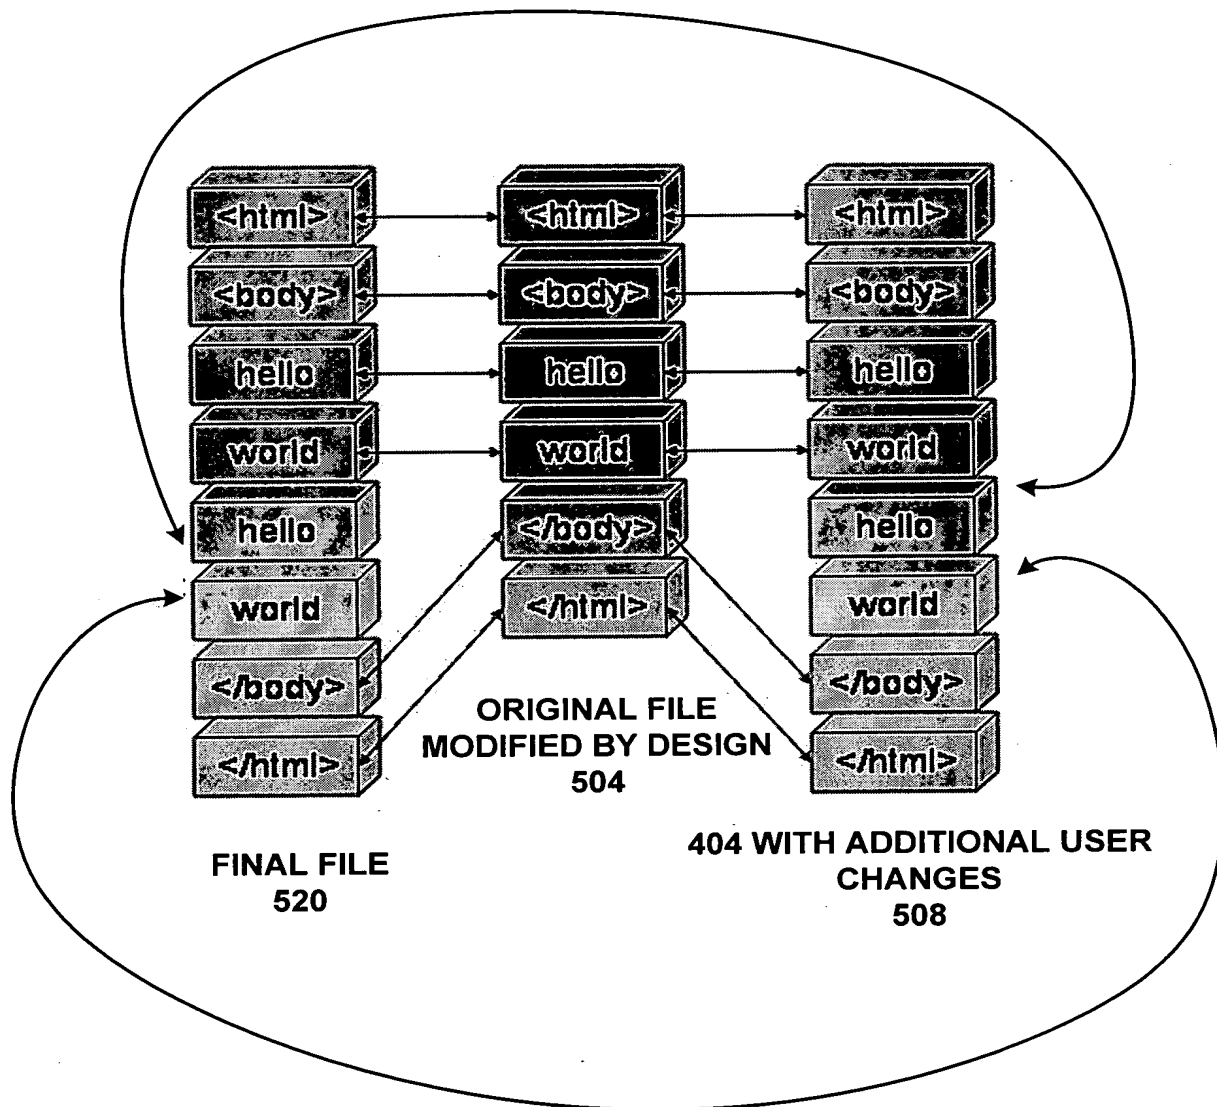 <html>
<body>
hello
world
hello
world
</body>
</html>
FINAL FILE
520
<html>
<body>
hello
world
</body>
</html>
ORIGINAL FILE
MODIFIED BY DESIGN
504
<html>
<body>
hello
world
hello
world
</body>
</html>
404 WITH ADDITIONAL USER
CHANGES
508